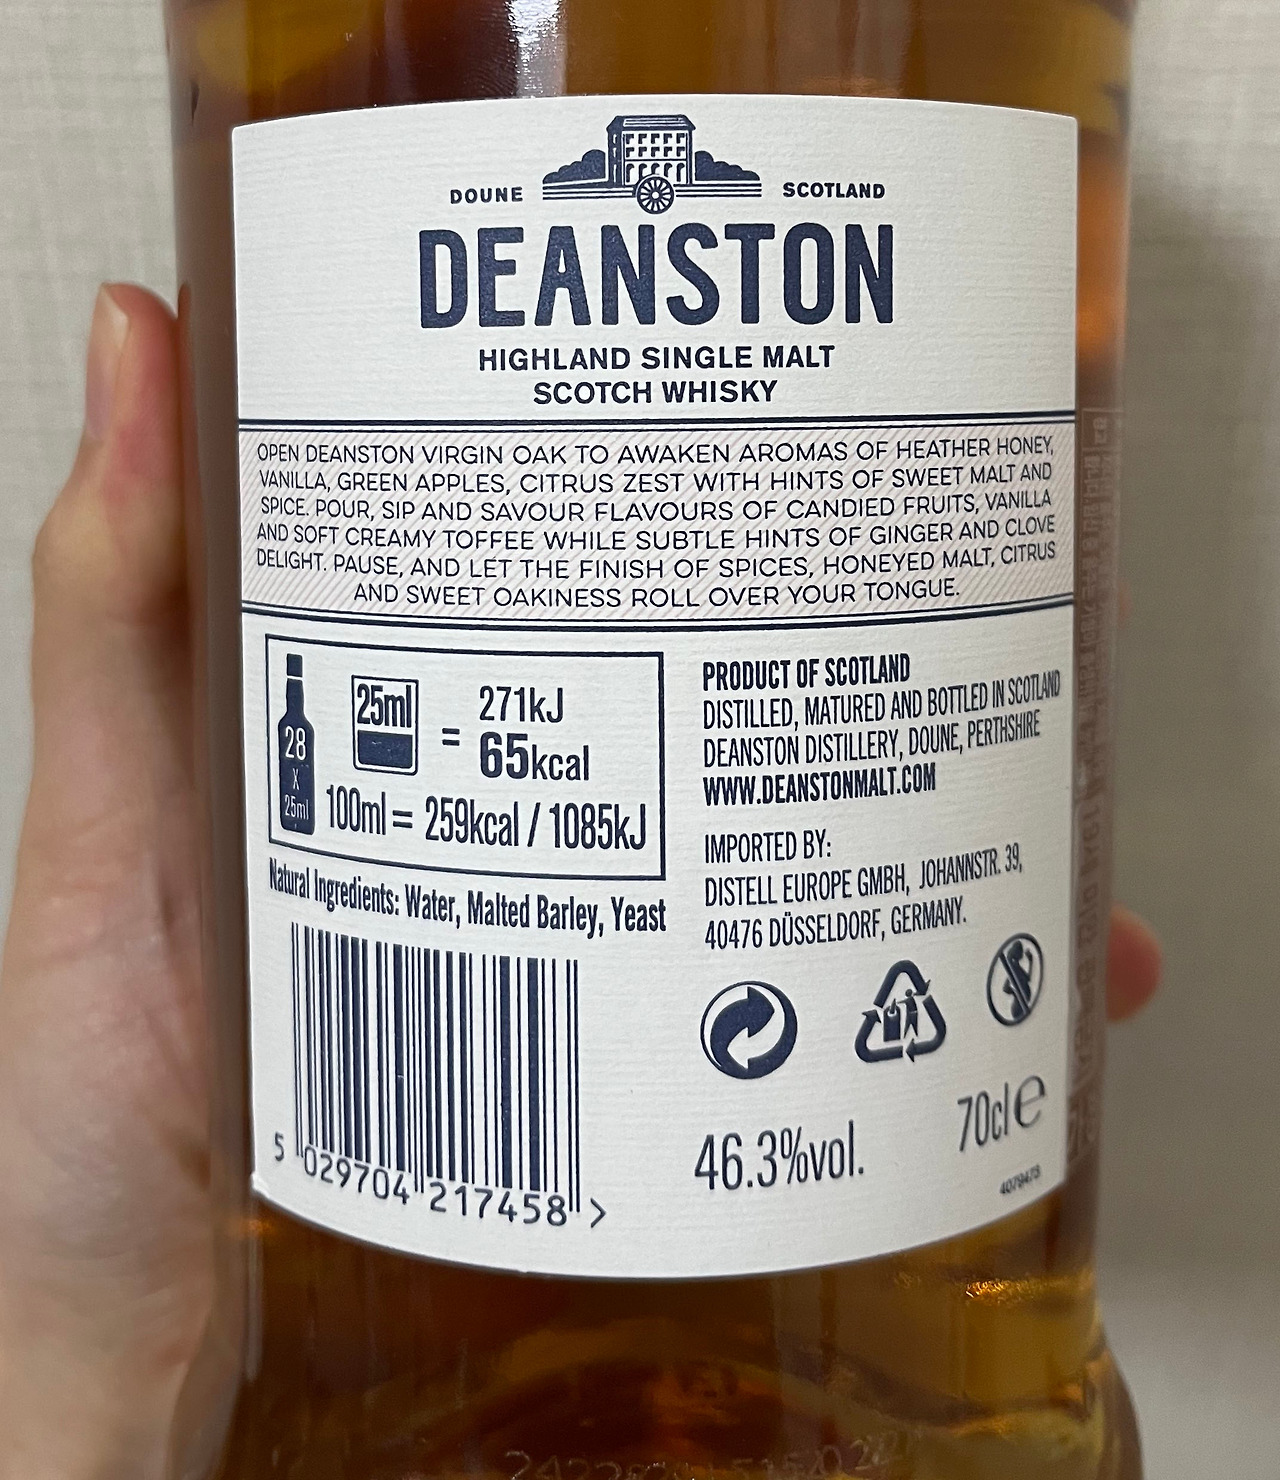 DOUNE SCOTLAND
DEANSTON
HIGHLAND SINGLE MALT
SCOTCH WHISKY
OPEN DEANSTON VIRGIN OAK TO AWAKEN AROMAS OF HEATHER HONEY,
VANILLA, GREEN APPLES, CITRUS ZEST WITH HINTS OF SWEET MALT AND
SPICE. POUR, SIP AND SAVOUR FLAVOURS OF CANDIED FRUITS, VANILLA
AND SOFT CREAMY TOFFEE WHILE SUBTLE HINTS OF GINGER AND CLOVE
DELIGHT. PAUSE, AND LET THE FINISH OF SPICES, HONEYED MALT, CITRUS
AND SWEET OAKINESS ROLL OVER YOUR TONGUE.
28
X
25ml
25ml = 271kJ
65kcal
100ml = 259kcal / 1085kJ
Natural Ingredients: Water, Malted Barley, Yeast
5 029704 217458 >
PRODUCT OF SCOTLAND
DISTILLED, MATURED AND BOTTLED IN SCOTLAND
DEANSTON DISTILLERY, DOUNE, PERTHSHIRE
WWW.DEANSTONMALT.COM
IMPORTED BY:
DISTELL EUROPE GMBH, JOHANNSTR. 39,
40476 DÜSSELDORF, GERMANY.
46.3%vol.
70cl e
4079473